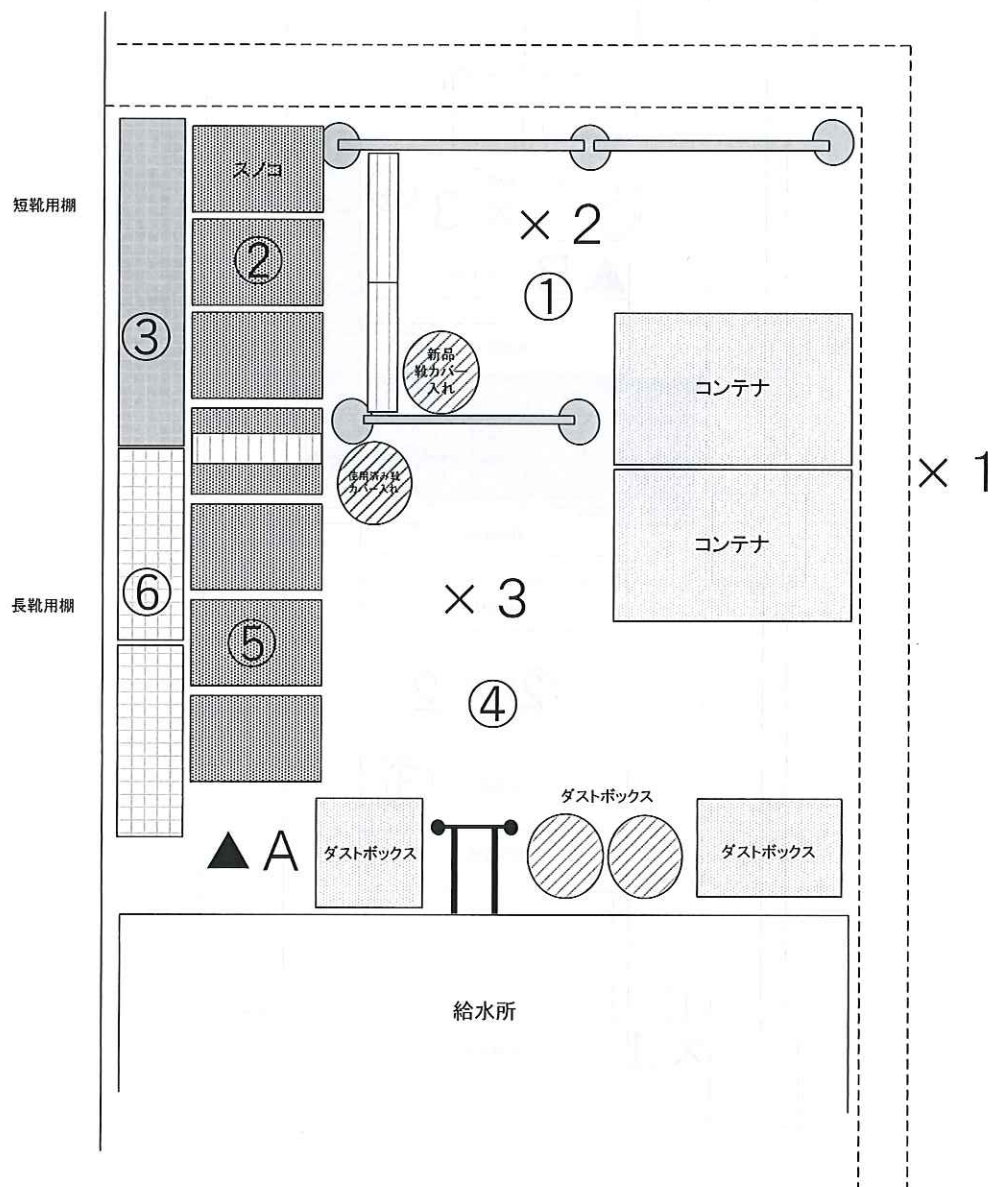 スノコ
短靴用棚
×2
②
①
③
新品
靴カバー
入れ
コンテナ
使用済み靴
カバー入れ
×1
コンテナ
⑥
×3
長靴用棚
⑤
④
ダストボックス
▲A
ダストボックス
ダストボックス
給水所